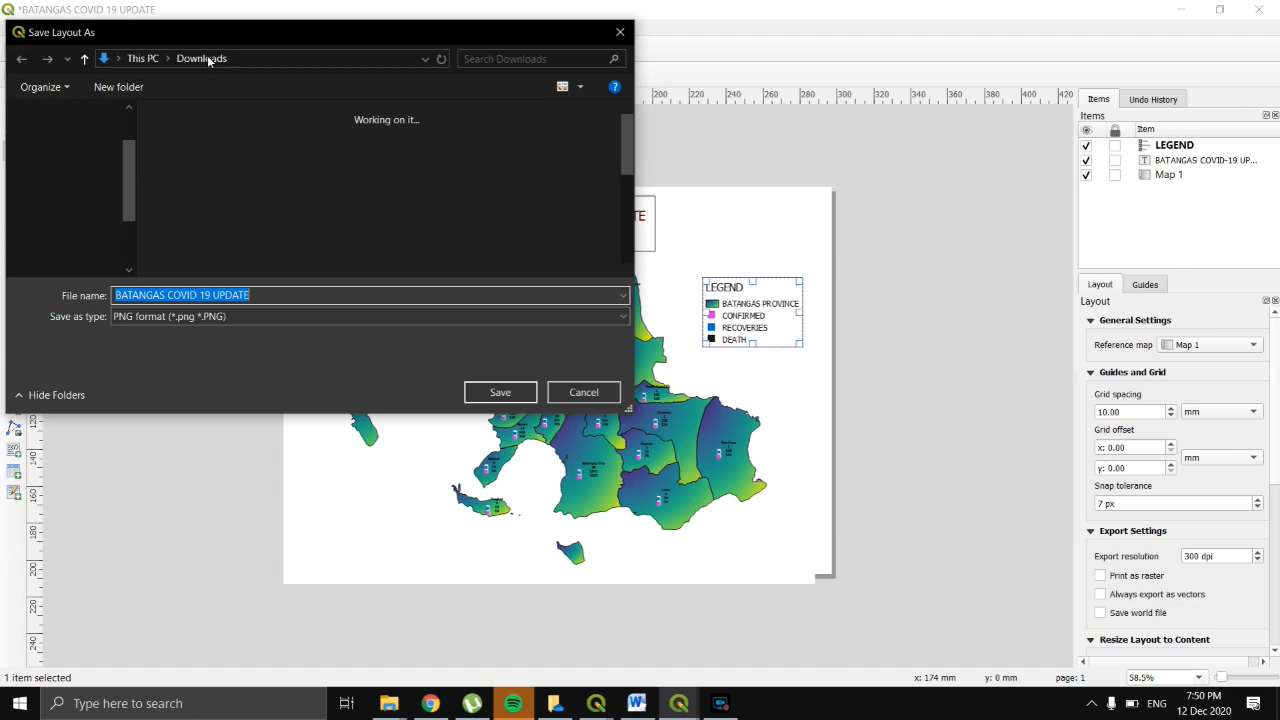 *BATANGAS COVID 19 UPDATE
Save Layout As
This PC > Downloads
Search Downloads
Organize
New folder
Working on it...
File name: BATANGAS COVID 19 UPDATE
Save as type: PNG format (*.png *.PNG)
Hide Folders
Save
Cancel
200 220 240 260 280 300 320 340 360 380 400 420
120
140
160
180
200
220
240
TE
LEGEND
BATANGAS PROVINCE
CONFIRMED
RECOVERIES
DEATH
Items
Undo History
Items
Item
LEGEND
BATANGAS COVID-19 UP...
Map 1
Layout
Guides
Layout
General Settings
Reference map Map 1
Guides and Grid
Grid spacing
10.00 mm
Grid offset
x: 0.00
mm
y: 0.00
Snap tolerance
7 px
Export Settings
Export resolution 300 dpi
Print as raster
Always export as vectors
Save world file
Resize Layout to Content
1 item selected
x: 174 mm
y: 0 mm
page: 1
58.5%
Type here to search
ENG
7:50 PM
12 Dec 2020